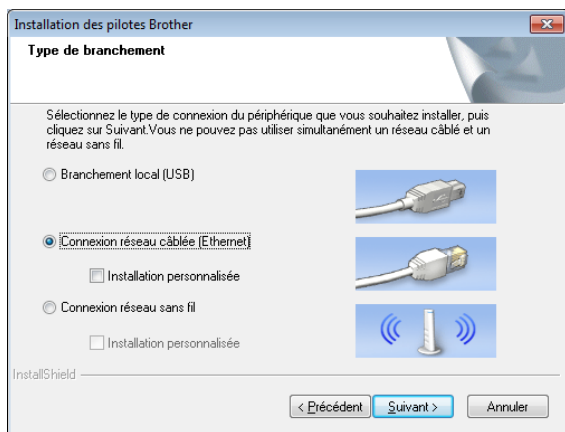 Installation des pilotes Brother
Type de branchement
Sélectionnez le type de connexion du périphérique que vous souhaitez installer, puis
cliquez sur Suivant.Vous ne pouvez pas utiliser simultanément un réseau câblé et un
réseau sans fil.
Branchement local (USB)
Connexion réseau câblée (Ethernet)
Installation personnalisée
Connexion réseau sans fil
Installation personnalisée
InstallShield
< Précédent Suivant > Annuler